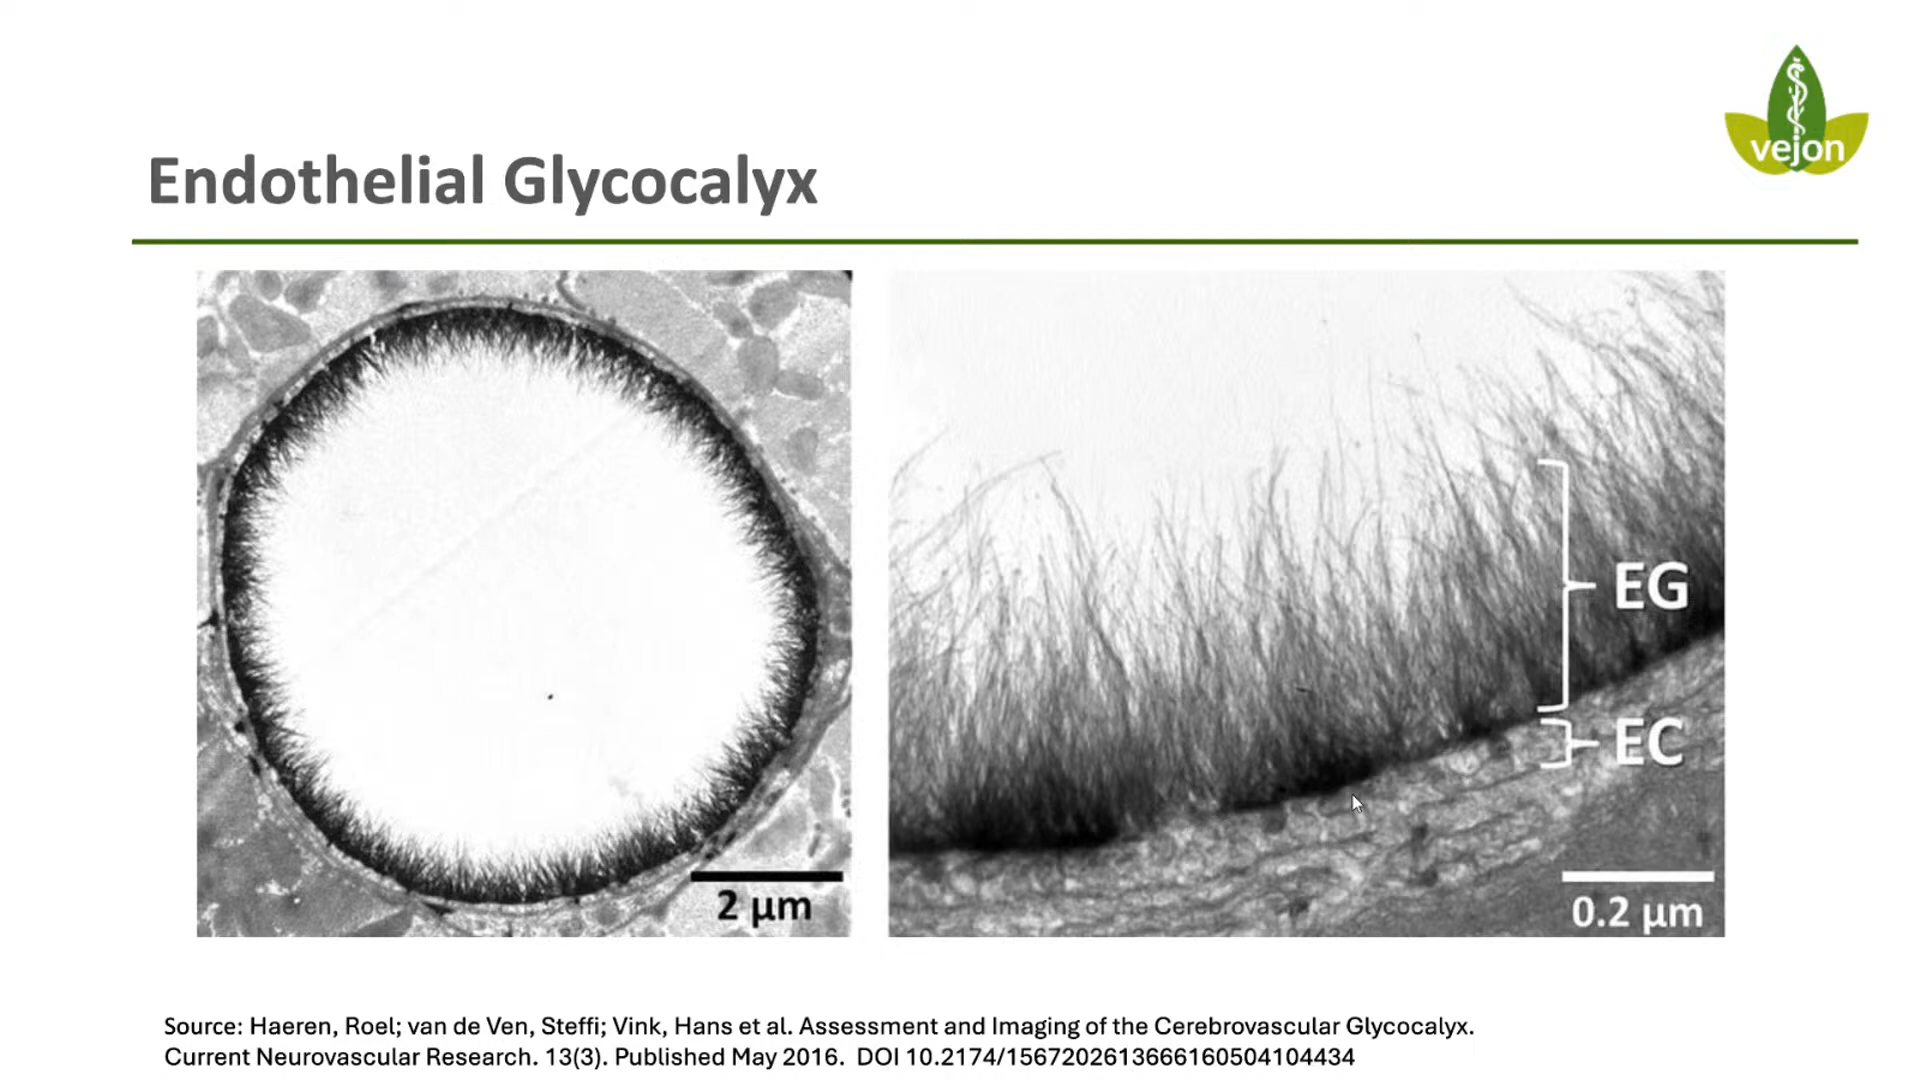 vejon
Endothelial Glycocalyx
EG
EC
2 µm
0.2 µm
Source: Haeren, Roel; van de Ven, Steffi; Vink, Hans et al. Assessment and Imaging of the Cerebrovascular Glycocalyx.
Current Neurovascular Research. 13(3). Published May 2016. DOI 10.2174/1567202613666160504104434